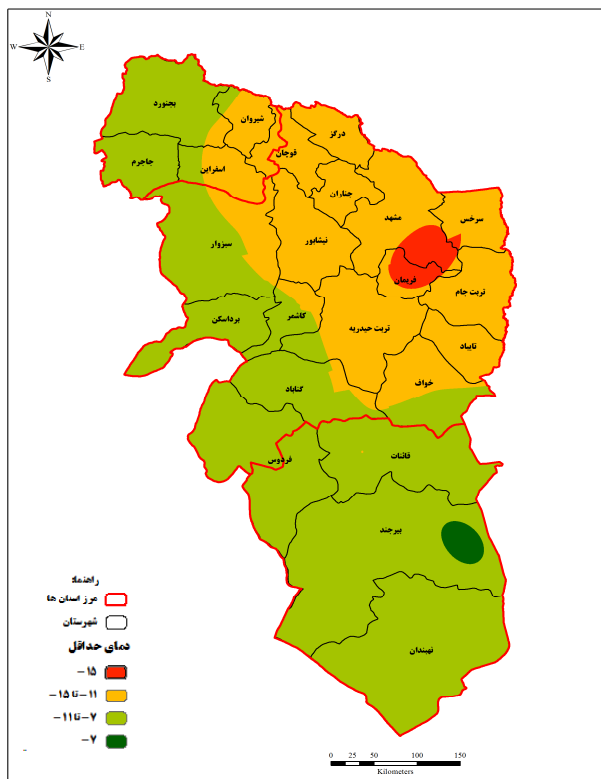 N
W
E
S
بجنورد
شیروان
درگز
قوچان
جاجرم
اسفراین
چناران
مشهد
سرخس
سبزوار
نیشابور
فریمان
تربت جام
برداسکن
کاشمر
تربت حیدریه
تایباد
خواف
گناباد
فردوس
قائنات
بیرجند
نهبندان
راهنما:
مرز استان ها
شهرستان
دمای حداقل
۱۵ -
۱۱- تا ۱۵ -
۷- تا ۱۱ -
۷ -
0 25 50 100 150
Kilometers